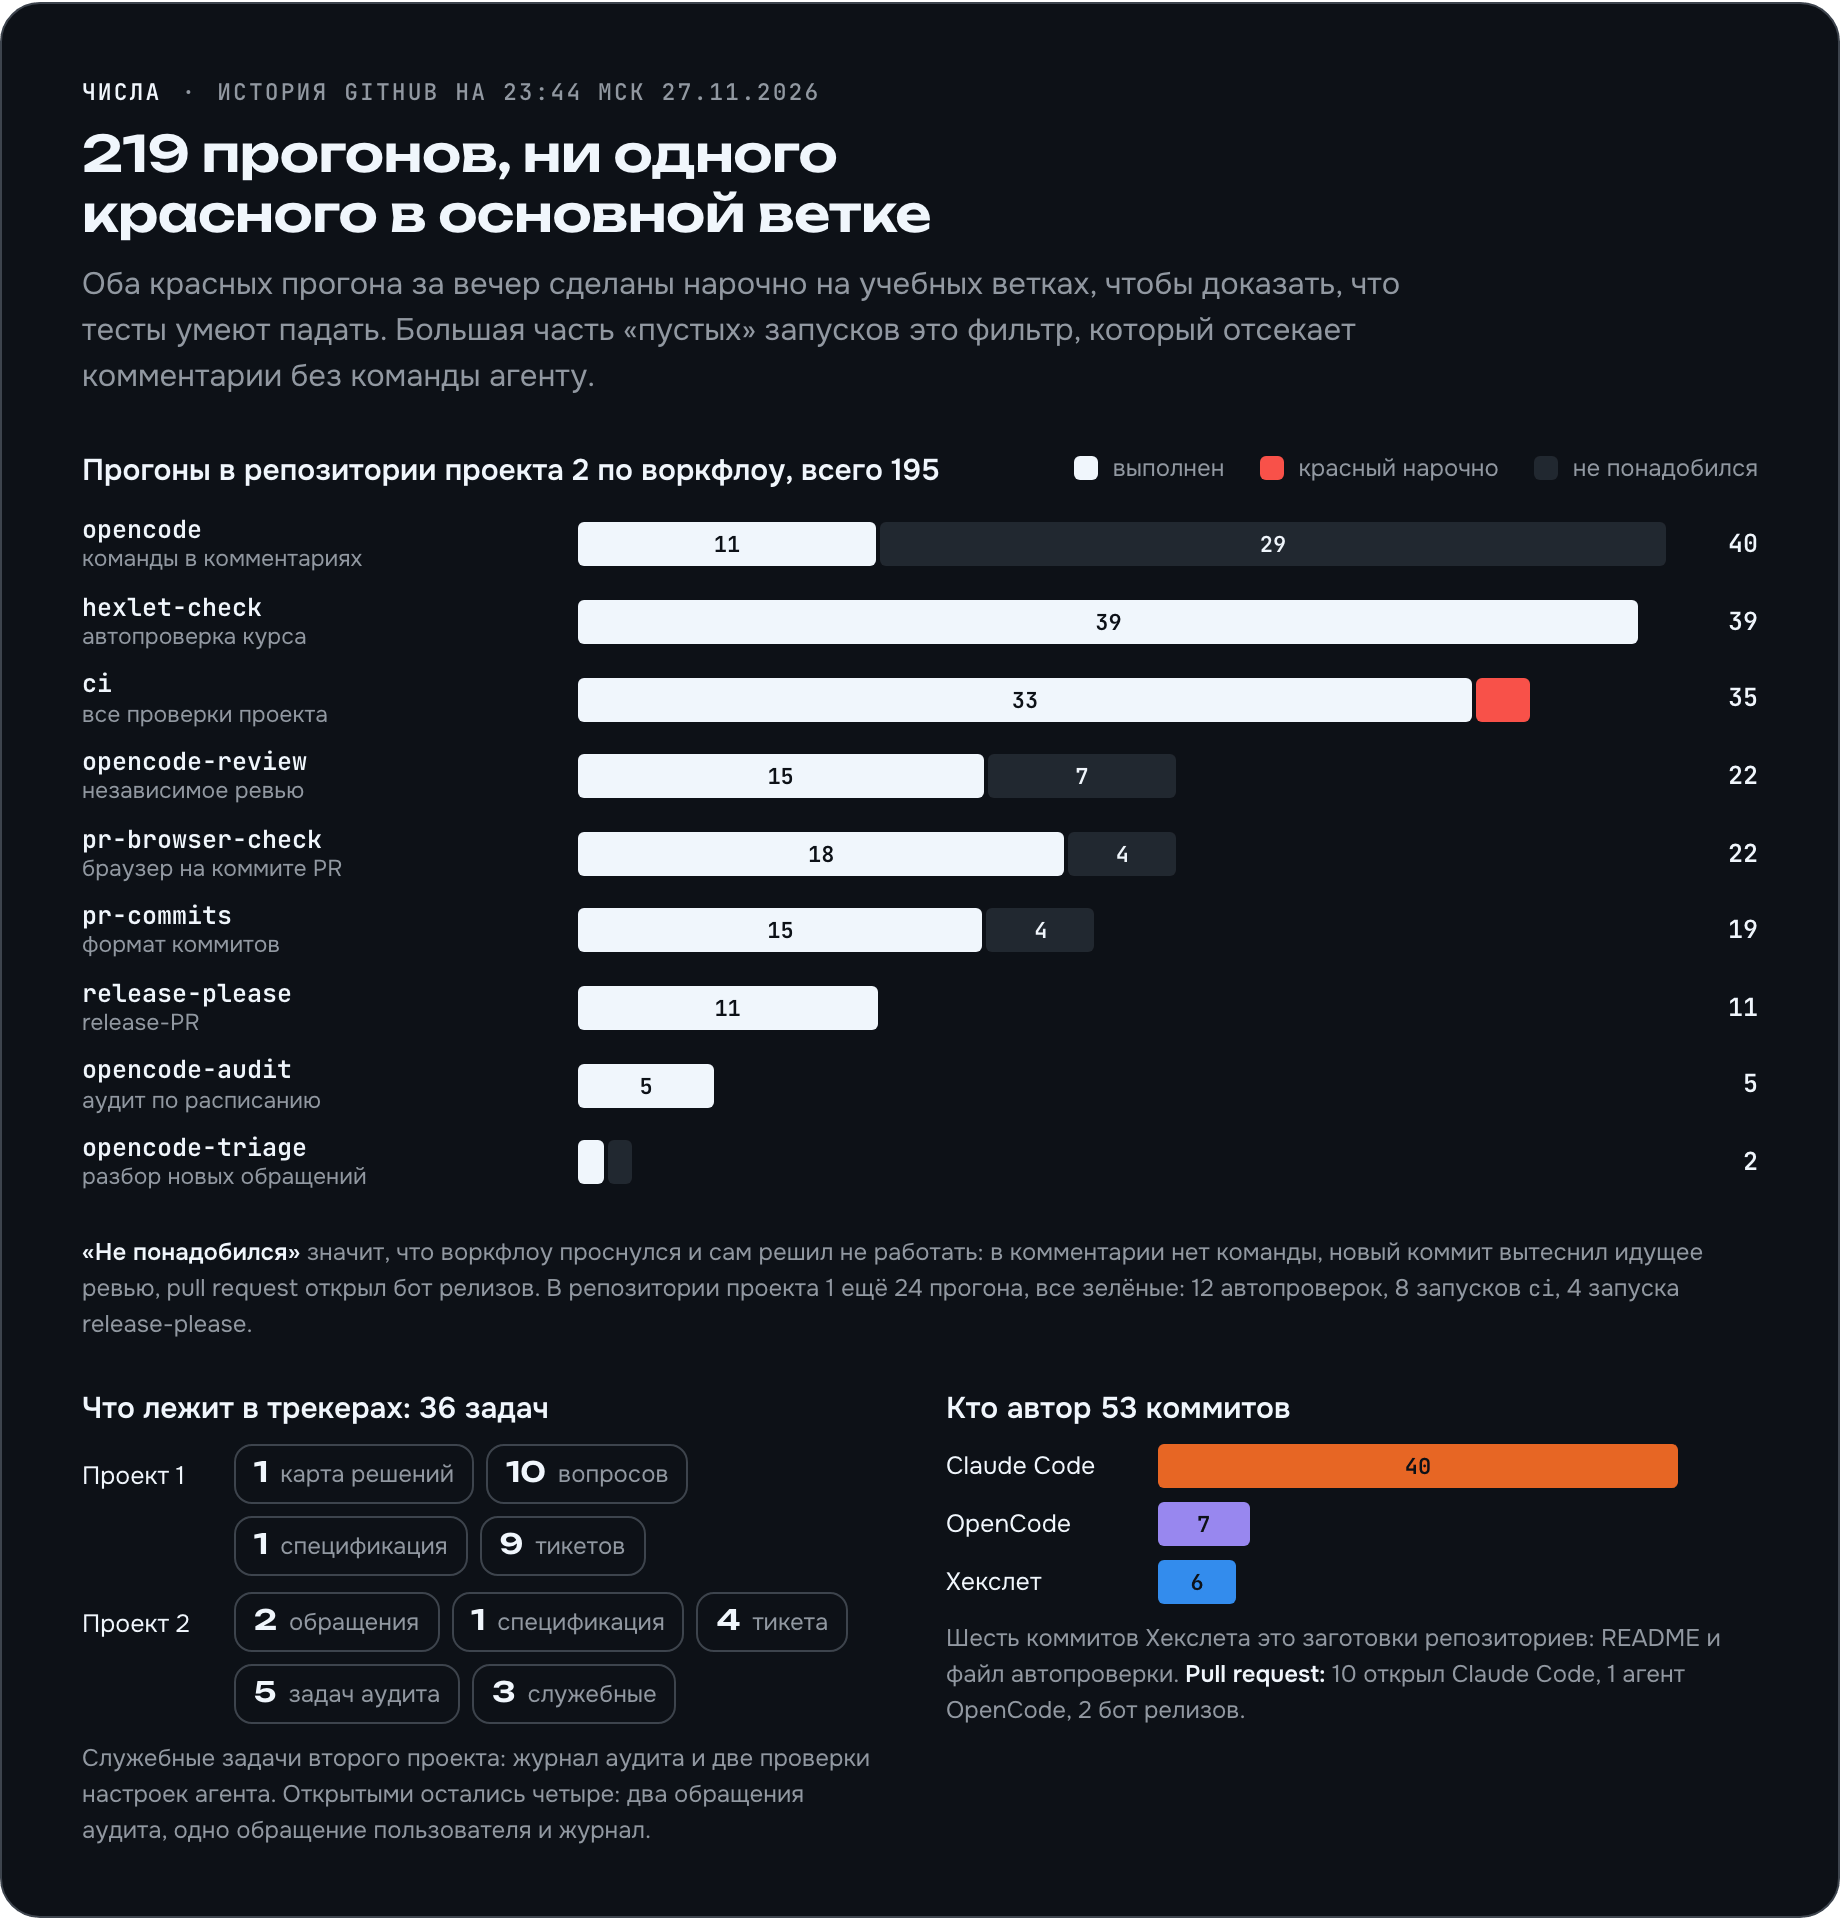 ЧИСЛА · ИСТОРИЯ GITHUB НА 23:44 МСК 27.11.2026
219 прогонов, ни одного
красного в основной ветке
Оба красных прогона за вечер сделаны нарочно на учебных ветках, чтобы доказать, что
тесты умеют падать. Большая часть «пустых» запусков это фильтр, который отсекает
комментарии без команды агенту.
Прогоны в репозитории проекта 2 по воркфлоу, всего 195
выполнен
красный нарочно
не понадобился
opencode
команды в комментариях
11
29
40
hexlet-check
автопроверка курса
39
39
ci
все проверки проекта
33
35
opencode-review
независимое ревью
15
7
22
pr-browser-check
браузер на коммите PR
18
4
22
pr-commits
формат коммитов
15
4
19
release-please
release-PR
11
11
opencode-audit
аудит по расписанию
5
5
opencode-triage
разбор новых обращений
2
«Не понадобился» значит, что воркфлоу проснулся и сам решил не работать: в комментарии нет команды, новый коммит вытеснил идущее
ревью, pull request открыл бот релизов. В репозитории проекта 1 ещё 24 прогона, все зелёные: 12 автопроверок, 8 запусков ci, 4 запуска
release-please.
Что лежит в трекерах: 36 задач
Проект 1
1 карта решений
10 вопросов
1 спецификация
9 тикетов
Проект 2
2 обращения
1 спецификация
4 тикета
5 задач аудита
3 служебные
Служебные задачи второго проекта: журнал аудита и две проверки
настроек агента. Открытыми остались четыре: два обращения
аудита, одно обращение пользователя и журнал.
Кто автор 53 коммитов
Claude Code
40
OpenCode
7
Хекслет
6
Шесть коммитов Хекслета это заготовки репозиториев: README и
файл автопроверки. Pull request: 10 открыл Claude Code, 1 агент
OpenCode, 2 бот релизов.